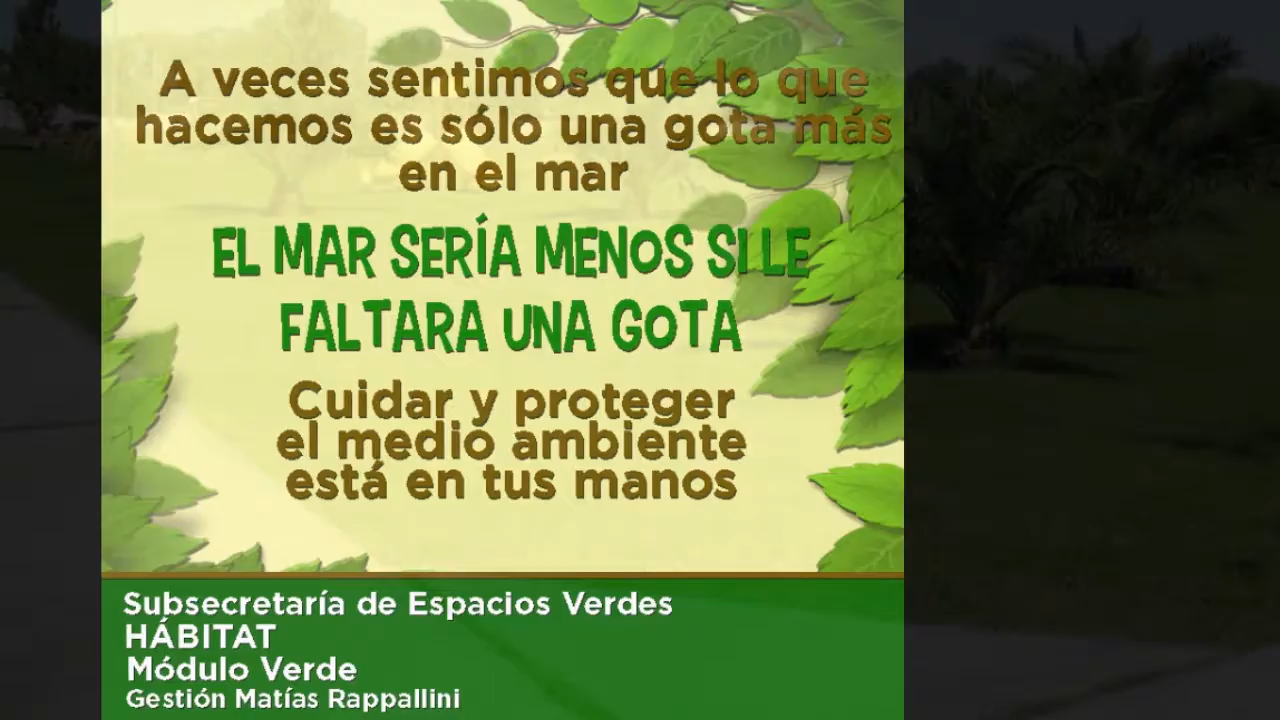 A veces sentimos que lo que
hacemos es sólo una gota más
en el mar
EL MAR SERÍA MENOS SI LE
FALTARA UNA GOTA
Cuidar y proteger
el medio ambiente
está en tus manos
Subsecretaría de Espacios Verdes
HÁBITAT
Módulo Verde
Gestión Matías Rappallini